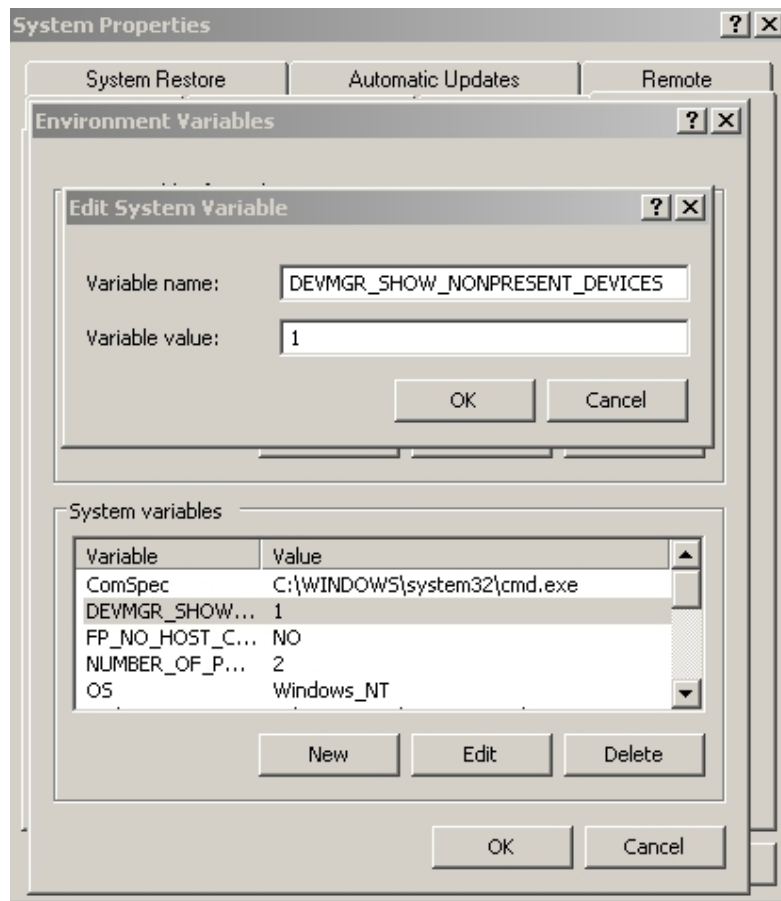 System Properties
System Restore Automatic Updates Remote
Environment Variables
Edit System Variable
Variable name: DEVMGR_SHOW_NONPRESENT_DEVICES
Variable value: 1
OK Cancel
System variables
Variable Value
ComSpec C:\WINDOWS\system32\cmd.exe
DEVMGR_SHOW... 1
FP_NO_HOST_C... NO
NUMBER_OF_P... 2
OS Windows_NT
New Edit Delete
OK Cancel